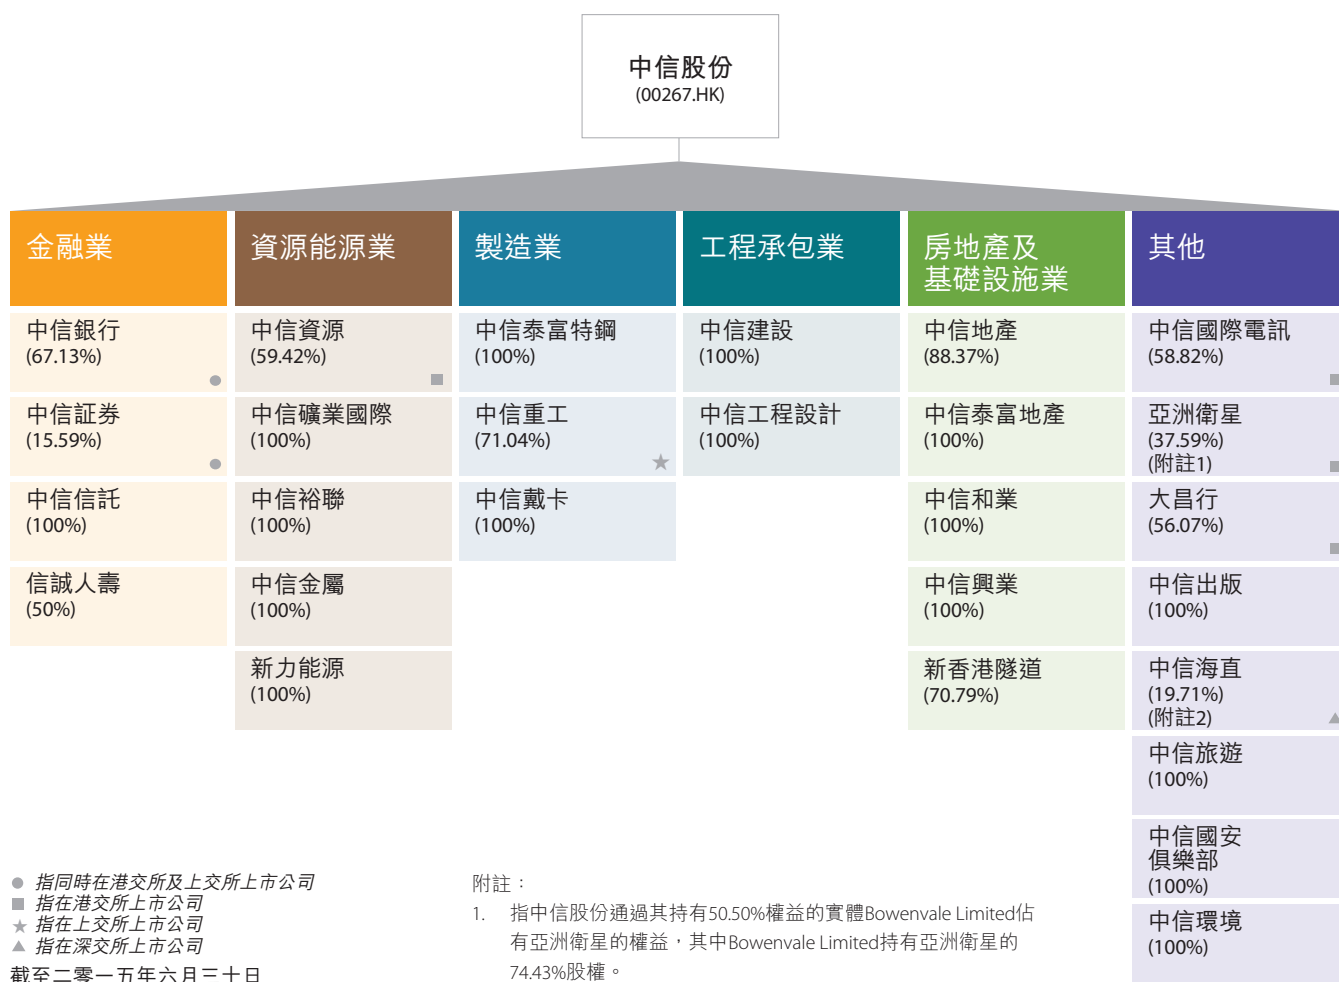 中信股份
(00267.HK)
金融業
中信銀行
(67.13%)
中信証券
(15.59%)
中信信託
(100%)
信誠人壽
(50%)
資源能源業
中信資源
(59.42%)
中信礦業國際
(100%)
中信裕聯
(100%)
中信金屬
(100%)
新力能源
(100%)
製造業
中信泰富特鋼
(100%)
中信重工
(71.04%)
中信戴卡
(100%)
工程承包業
中信建設
(100%)
中信工程設計
(100%)
房地產及
基礎設施業
中信地產
(88.37%)
中信泰富地產
(100%)
中信和業
(100%)
中信興業
(100%)
新香港隧道
(70.79%)
其他
中信國際電訊
(58.82%)
亞洲衛星
(37.59%)
(附註1)
大昌行
(56.07%)
中信出版
(100%)
中信海直
(19.71%)
(附註2)
中信旅遊
(100%)
中信國安
俱樂部
(100%)
中信環境
(100%)
指同時在港交所及上交所上市公司
指在港交所上市公司
指在上交所上市公司
指在深交所上市公司
截至二零一五年六月三十日
附註：
1. 指中信股份通過其持有50.50%權益的實體Bowenvale Limited佔
有亞洲衛星的權益，其中Bowenvale Limited持有亞洲衛星的
74.43%股權。